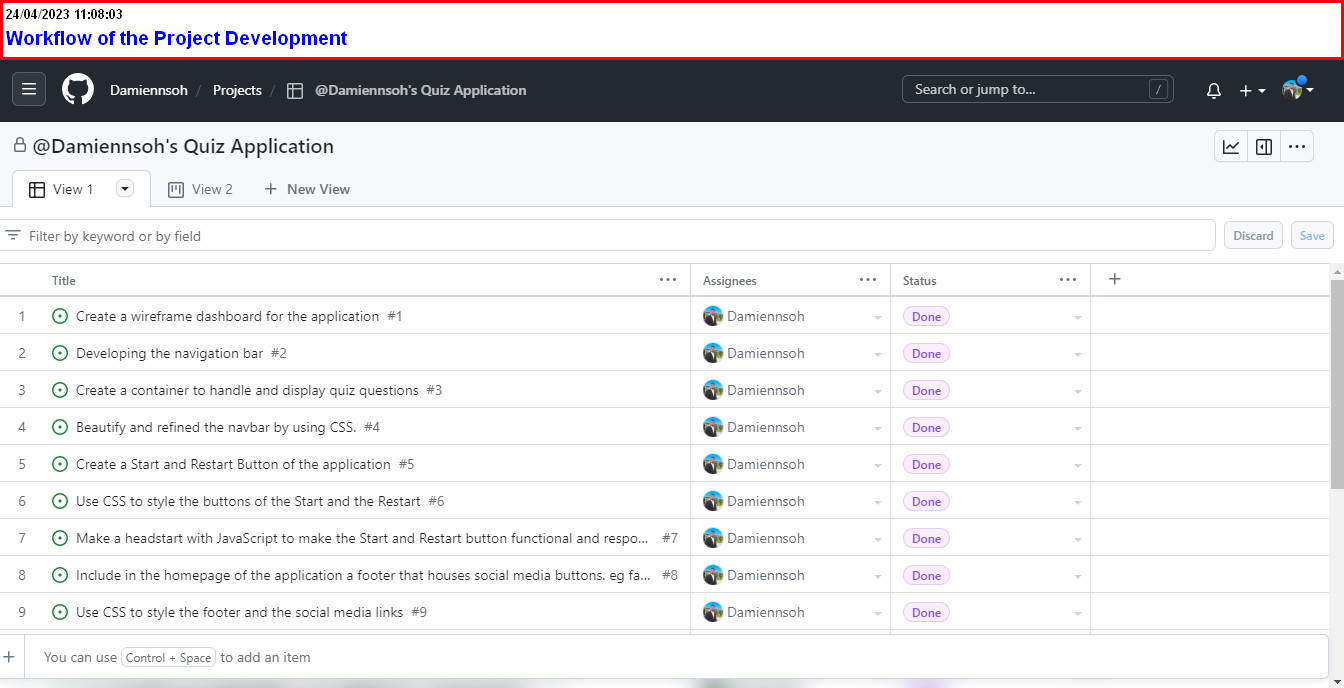 24/04/2023 11:08:03
Workflow of the Project Development
Damiennsoh / Projects / @Damiennsoh's Quiz Application
Search or jump to... /
@Damiennsoh's Quiz Application
View 1 View 2 + New View
Filter by keyword or by field Discard Save
Title ... Assignees ... Status ... +
1 Create a wireframe dashboard for the application #1 Damiennsoh Done
2 Developing the navigation bar #2 Damiennsoh Done
3 Create a container to handle and display quiz questions #3 Damiennsoh Done
4 Beautify and refined the navbar by using CSS. #4 Damiennsoh Done
5 Create a Start and Restart Button of the application #5 Damiennsoh Done
6 Use CSS to style the buttons of the Start and the Restart #6 Damiennsoh Done
7 Make a headstart with JavaScript to make the Start and Restart button functional and respo... #7 Damiennsoh Done
8 Include in the homepage of the application a footer that houses social media buttons. eg fa... #8 Damiennsoh Done
9 Use CSS to style the footer and the social media links #9 Damiennsoh Done
+ You can use Control + Space to add an item